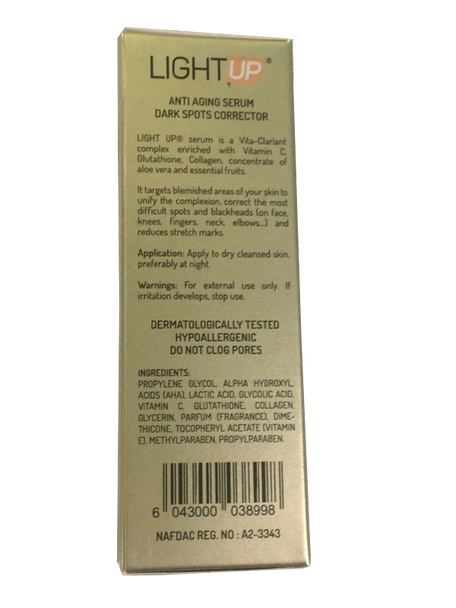 LIGHT UP®
ANTI AGING SERUM
DARK SPOTS CORRECTOR
LIGHT UP® serum is a Vita-Clariant
complex enriched with Vitamin C,
Glutathione, Collagen, concentrate of
aloe vera and essential fruits.
It targets blemished areas of your skin to
unify the complexion, correct the most
difficult spots and blackheads (on face,
knees, fingers, neck, elbows...) and
reduces stretch marks.
Application: Apply to dry cleansed skin,
preferably at night
Warnings: For external use only. If
irritation develops, stop use.
DERMATOLOGICALLY TESTED
HYPOALLERGENIC
DO NOT CLOG PORES
INGREDIENTS:
PROPYLENE GLYCOL, ALPHA HYDROXYL,
ACIDS (AHA), LACTIC ACID, GLYCOLIC ACID,
VITAMIN C, GLUTATHIONE, COLLAGEN,
GLYCERIN, PARFUM (FRAGRANCE), DIME-
THICONE, TOCOPHERYL ACETATE (VITAMIN
E), METHYLPARABEN, PROPYLPARABEN.
6 043000 038998
NAFDAC REG. NO : A2-3343